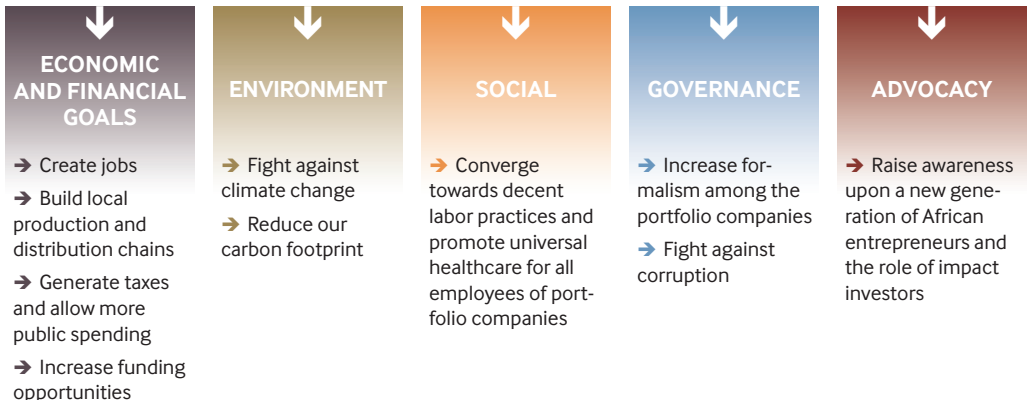 ECONOMIC
AND FINANCIAL
GOALS
➔ Create jobs
➔ Build local
production and
distribution chains
➔ Generate taxes
and allow more
public spending
➔ Increase funding
opportunities
ENVIRONMENT
➔ Fight against
climate change
➔ Reduce our
carbon footprint
SOCIAL
➔ Converge
towards decent
labor practices and
promote universal
healthcare for all
employees of port-
folio companies
GOVERNANCE
➔ Increase for-
malism among the
portfolio companies
➔ Fight against
corruption
ADVOCACY
➔ Raise awareness
upon a new gene-
ration of African
entrepreneurs and
the role of impact
investors